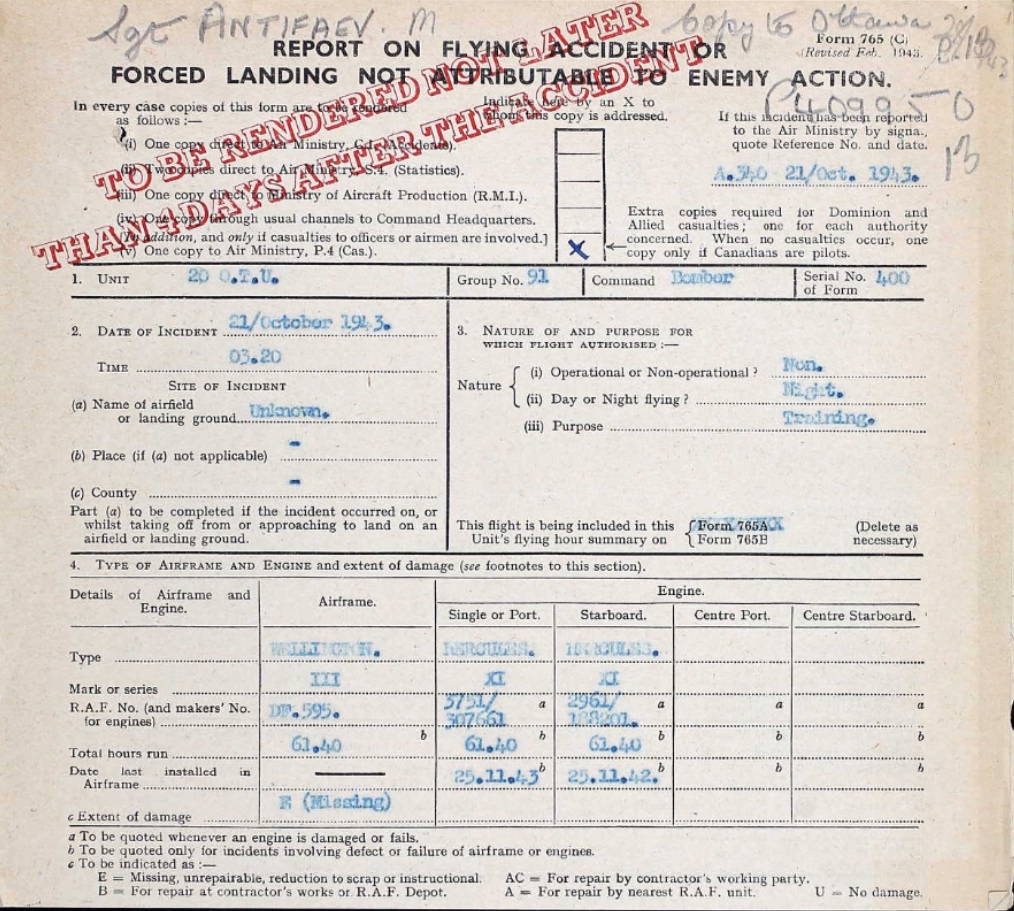 Sgt ANTIFAEV. M
Copy to Ottawa
Form 765 (C)
(Revised Feb. 1943.
REPORT ON FLYING ACCIDENT OR
FORCED LANDING NOT ATTRIBUTABLE TO ENEMY ACTION.
TO BE RENDERED NOT LATER
THAN 4 DAYS AFTER THE ACCIDENT
P409950
13
In every case copies of this form are to be rendered
as follows :—
(i) One copy direct to Air Ministry, (Accidents).
(ii) Two copies direct to Air Ministry, S.4. (Statistics).
(iii) One copy direct to Ministry of Aircraft Production (R.M.I.).
(iv) One copy through usual channels to Command Headquarters.
[In addition, and only if casualties to officers or airmen are involved.]
(v) One copy to Air Ministry, P.4 (Cas.).
Indicate here by an X to
whom this copy is addressed.
X
If this incident has been reported
to the Air Ministry by signa.,
quote Reference No. and date.
A.340 21/Oct. 1943.
Extra copies required for Dominion and
Allied casualties; one for each authority
concerned. When no casualties occur, one
copy only if Canadians are pilots.
1. UNIT 20 O.T.U. Group No. 91 Command Bomber Serial No. of Form 400
2. DATE OF INCIDENT 21/October 1943.
TIME 03.20
SITE OF INCIDENT
(a) Name of airfield
or landing ground Unknown.
(b) Place (if (a) not applicable) -
(c) County -
Part (a) to be completed if the incident occurred on, or
whilst taking off from or approaching to land on an
airfield or landing ground.
3. NATURE OF AND PURPOSE FOR
WHICH FLIGHT AUTHORISED :—
Nature
(i) Operational or Non-operational ? Non.
(ii) Day or Night flying ? Night.
(iii) Purpose Training.
This flight is being included in this
Unit's flying hour summary on
Form 765A
Form 765B
(Delete as
necessary)
4. TYPE OF AIRFRAME AND ENGINE and extent of damage (see footnotes to this section).
Details of Airframe and
Engine.
Airframe.
Engine.
Single or Port. Starboard. Centre Port. Centre Starboard.
Type WELLINGTON. HERCULES. HERCULES.
Mark or series III XI XI
R.A.F. No. (and makers' No.
for engines) DF.595. 3751/ 307661 a 2961/ 188201. a a a
Total hours run 61.40 b 61.40 b 61.40 b b b
Date last installed in
Airframe — 25.11.43 b 25.11.42. b b b
c Extent of damage E (Missing)
a To be quoted whenever an engine is damaged or fails.
b To be quoted only for incidents involving defect or failure of airframe or engines.
c To be indicated as :—
E = Missing, unrepairable, reduction to scrap or instructional. AC = For repair by contractor's working party.
B = For repair at contractor's works or R.A.F. Depot. A = For repair by nearest R.A.F. unit. U = No damage.